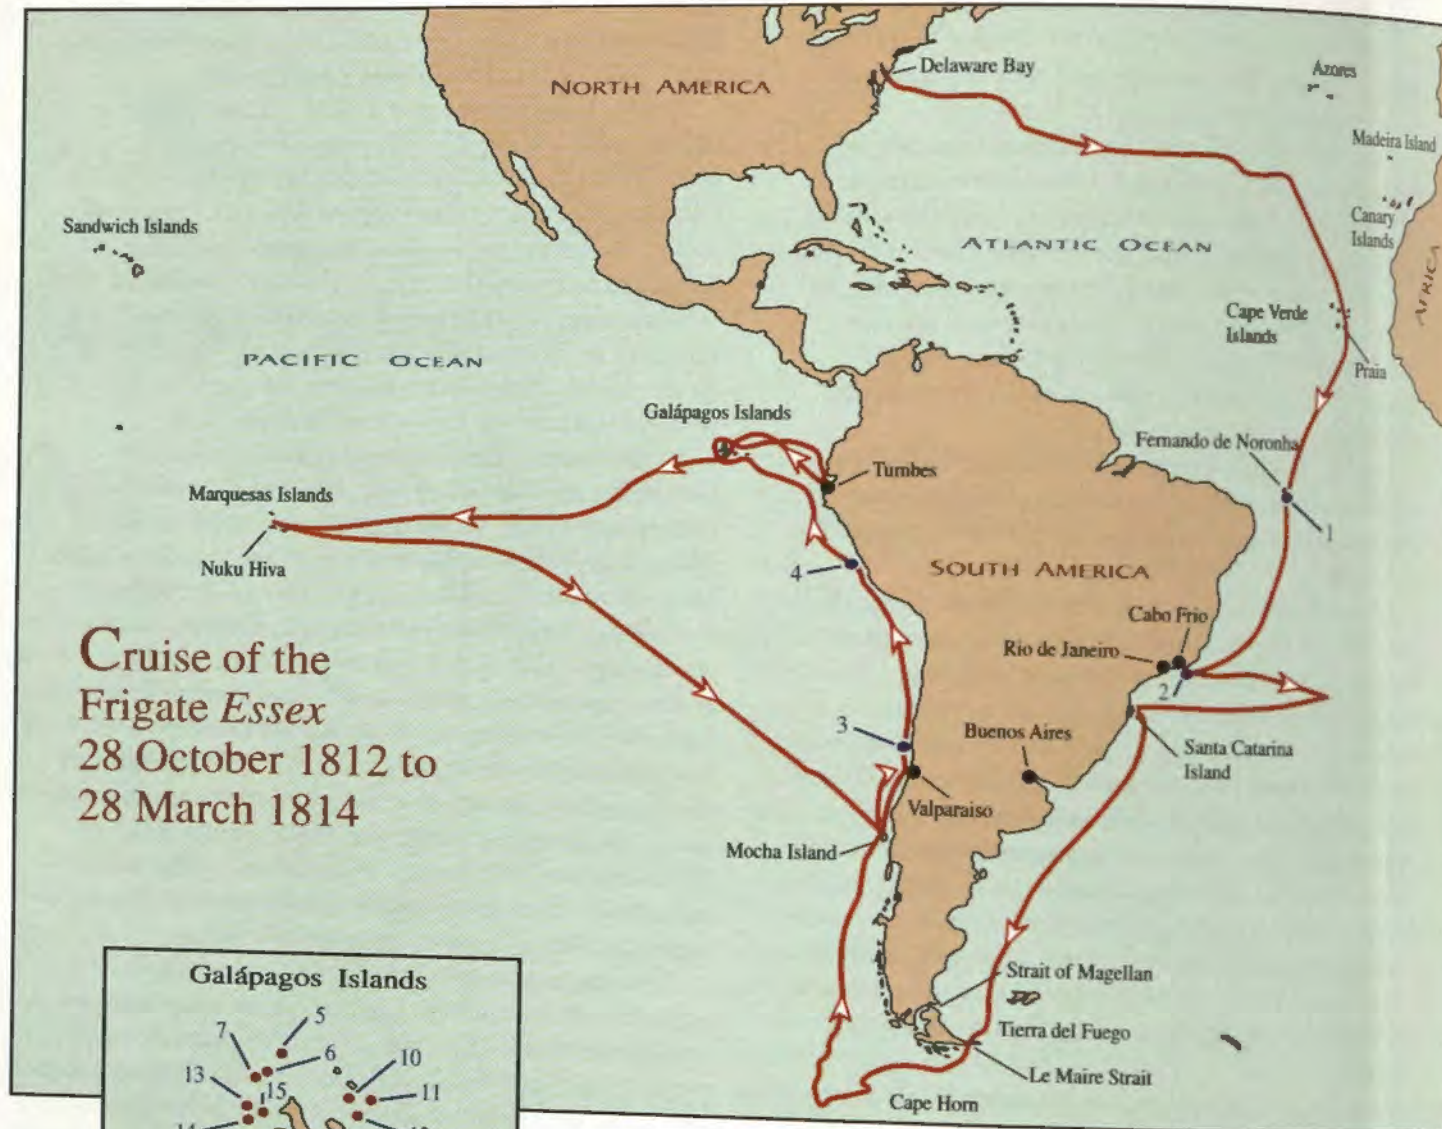 Delaware Bay
Azores
NORTH AMERICA
Madeira Island
Canary
Islands
Sandwich Islands
ATLANTIC OCEAN
AFRICA
Cape Verde
Islands
PACIFIC OCEAN
Praia
Galápagos Islands
Fernando de Noronha
Tumbes
Marquesas Islands
1
Nuku Hiva
4
SOUTH AMERICA
Cabo Frio
Rio de Janeiro
2
Cruise of the
Frigate Essex
28 October 1812 to
28 March 1814
3
Buenos Aires
Santa Catarina
Island
Valparaiso
Mocha Island
Strait of Magellan
Tierra del Fuego
Le Maire Strait
Cape Horn
Galápagos Islands
5
7
6
10
13
15
11
14